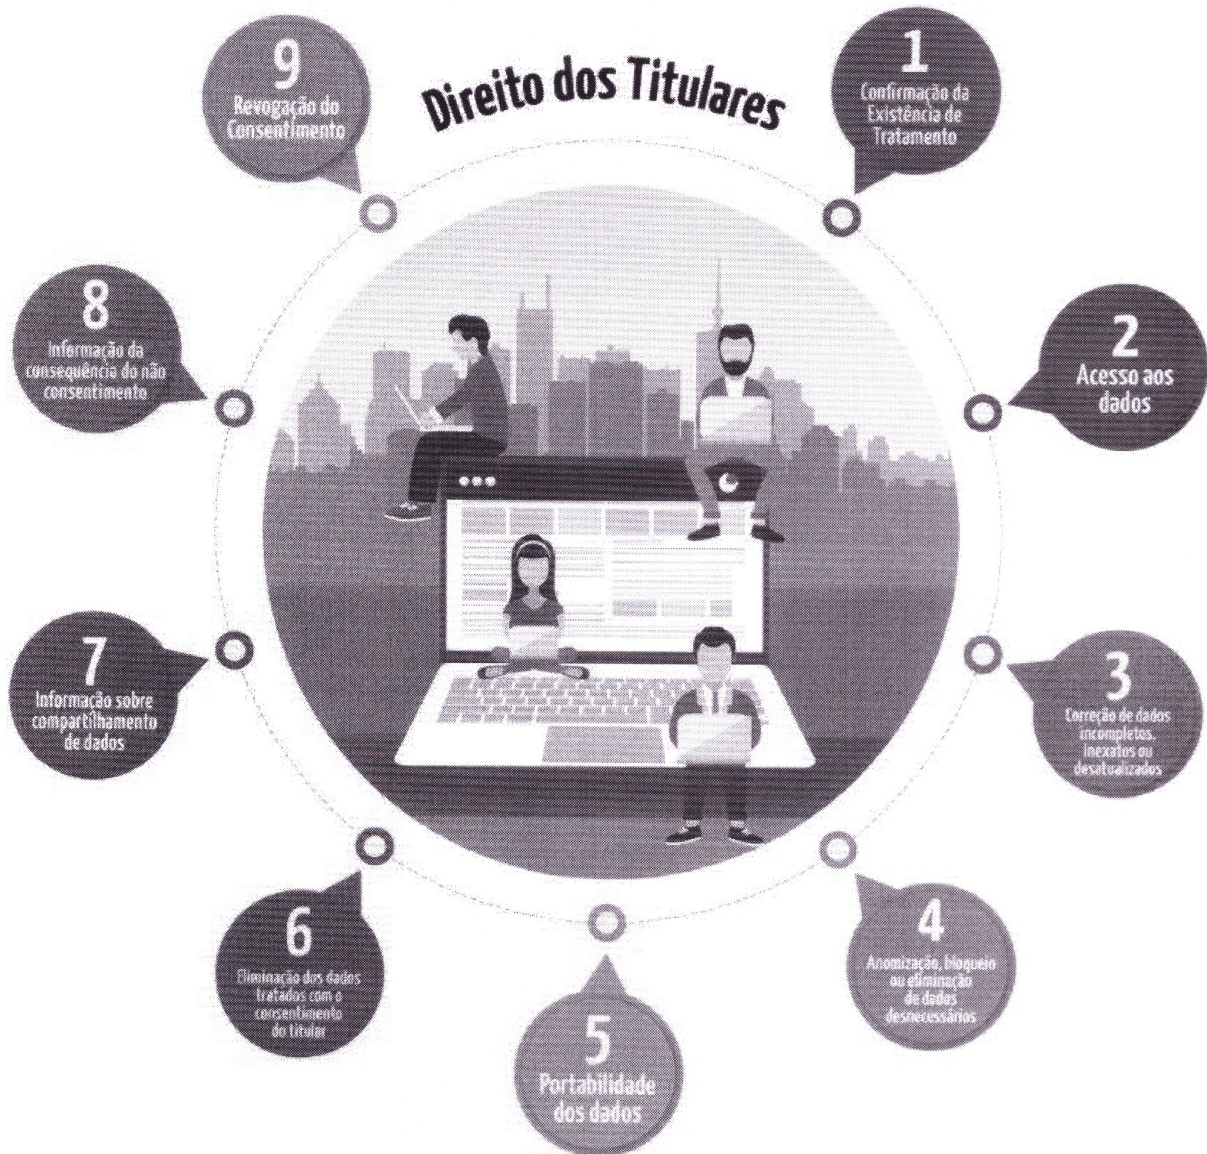 Direito dos Titulares
1
Confirmação da
Existência de
Tratamento
2
Acesso aos
dados
3
Correção de dados
incompletos,
inexatos ou
desatualizados
4
Anomização, bloqueio
ou eliminação
de dados
desnecessários
5
Portabilidade
dos dados
6
Eliminação dos dados
tratados com o
consentimento
do titular
7
Informação sobre
compartilhamento
de dados
8
Informação da
consequência do não
consentimento
9
Revogação do
Consentimento